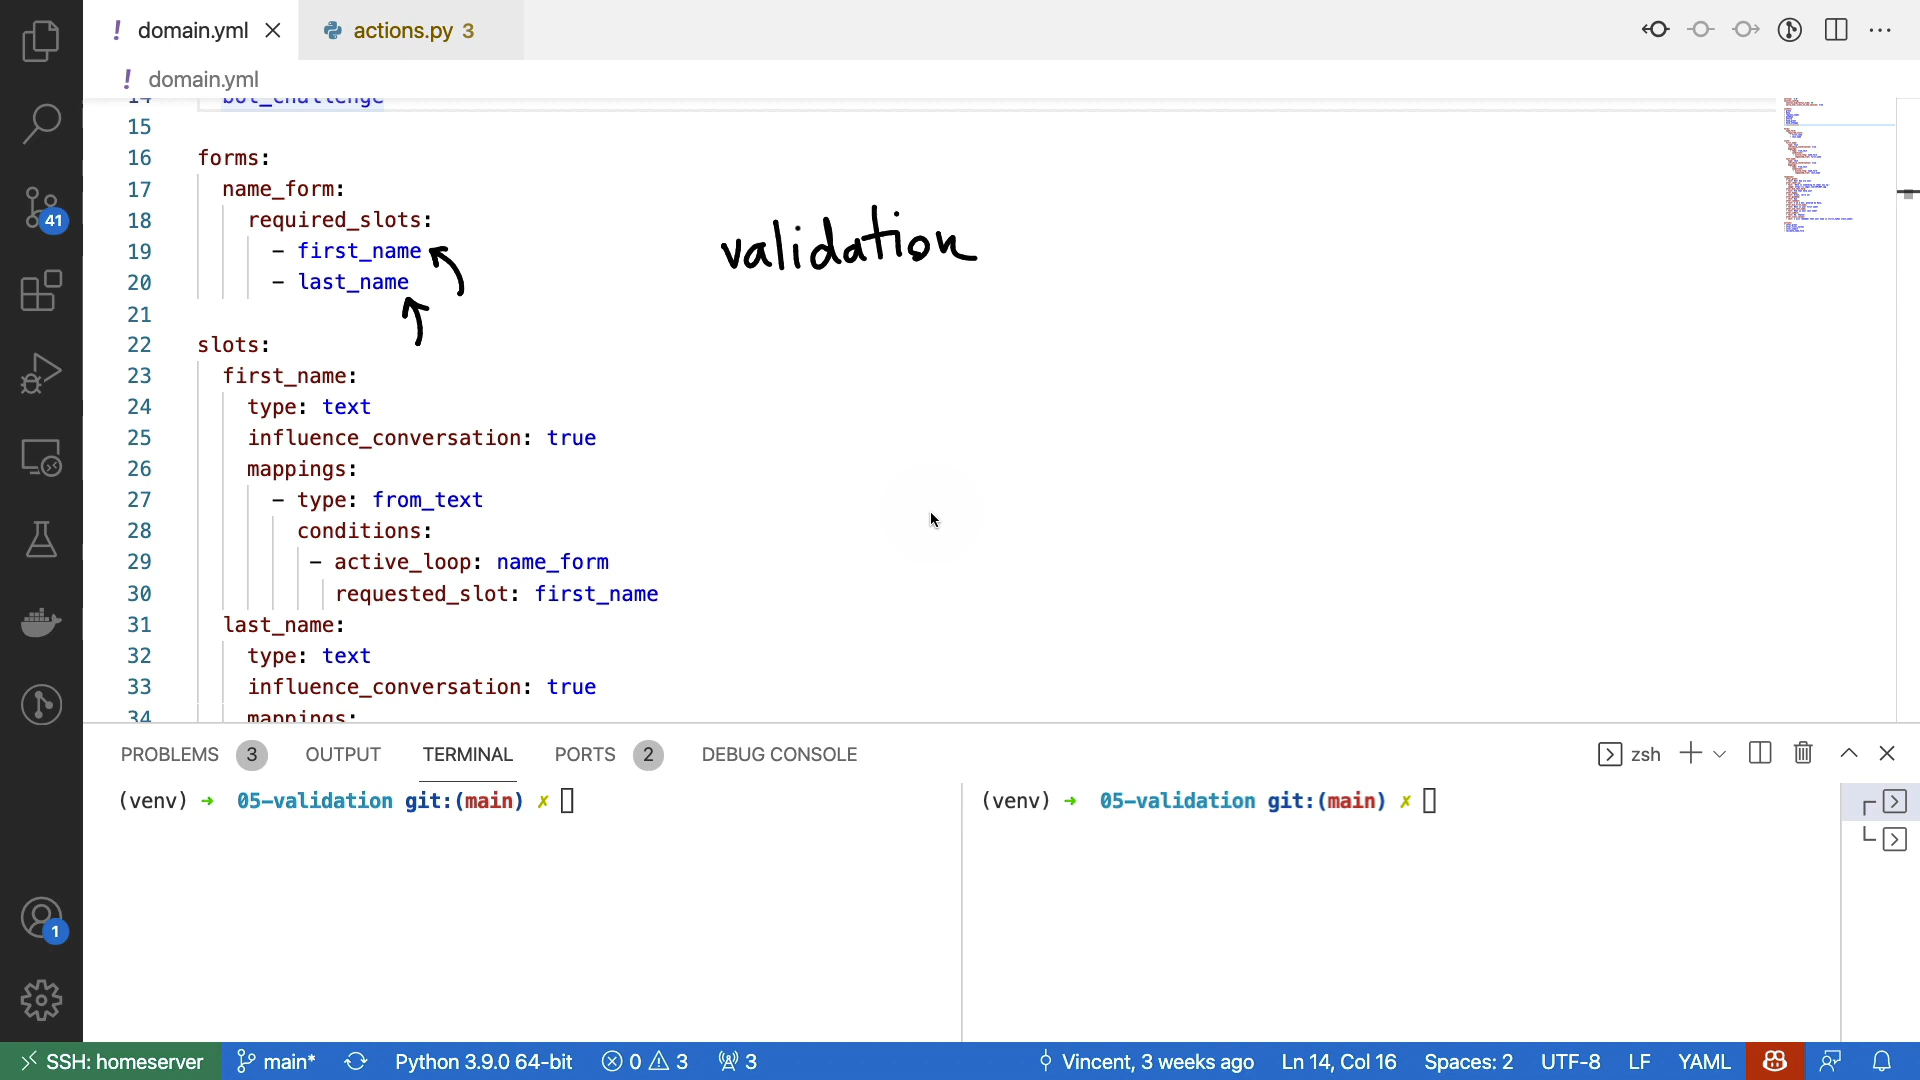 ! domain.yml
actions.py 3
! domain.yml
14 bot_challenge
15
16 forms:
17 name_form:
18 required_slots:
19 - first_name
20 - last_name
validation
21
22 slots:
23 first_name:
24 type: text
25 influence_conversation: true
26 mappings:
27 - type: from_text
28 conditions:
29 - active_loop: name_form
30 requested_slot: first_name
31 last_name:
32 type: text
33 influence_conversation: true
34 mappings:
41
1
PROBLEMS 3 OUTPUT TERMINAL PORTS 2 DEBUG CONSOLE
zsh
(venv) → 05-validation git:(main) ✗
(venv) → 05-validation git:(main) ✗
SSH: homeserver main* Python 3.9.0 64-bit 0 3 3 Vincent, 3 weeks ago Ln 14, Col 16 Spaces: 2 UTF-8 LF YAML